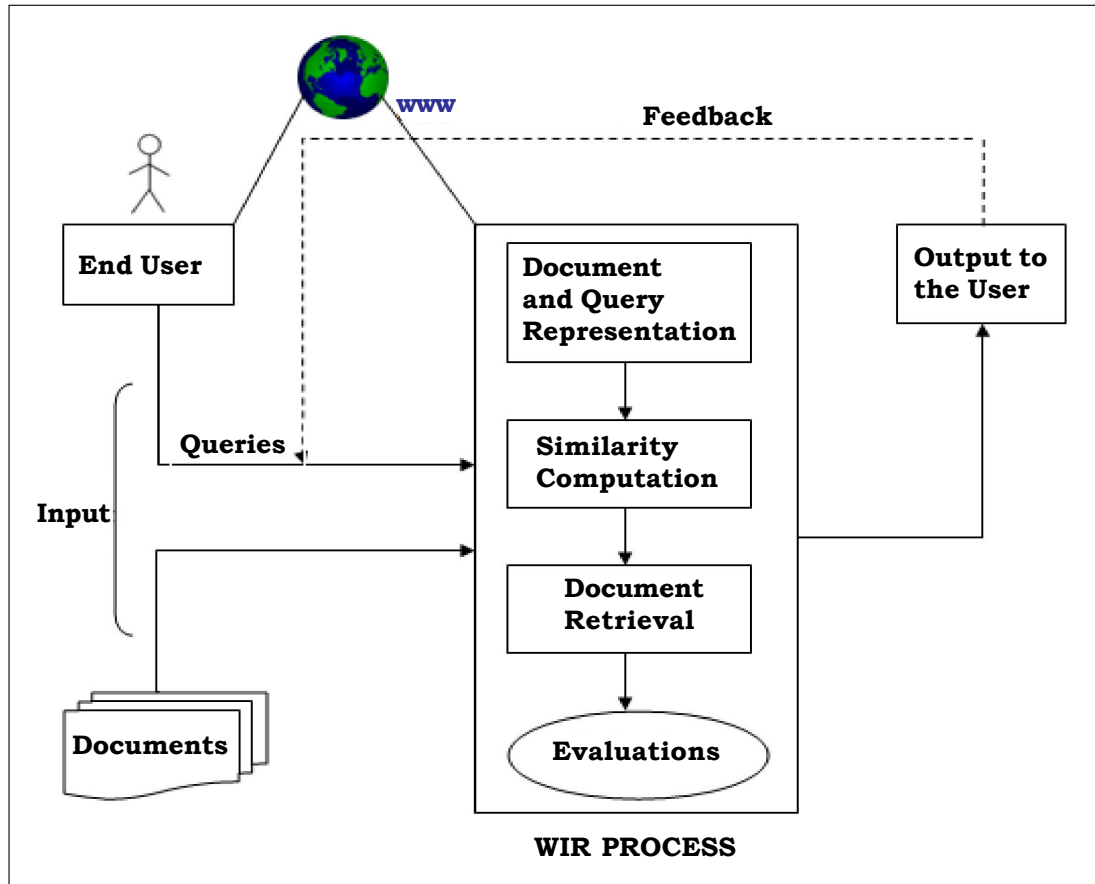 www
Feedback
End User
Document
and Query
Representation
Output to
the User
Queries
Similarity
Computation
Input
Document
Retrieval
Documents
Evaluations
WIR PROCESS